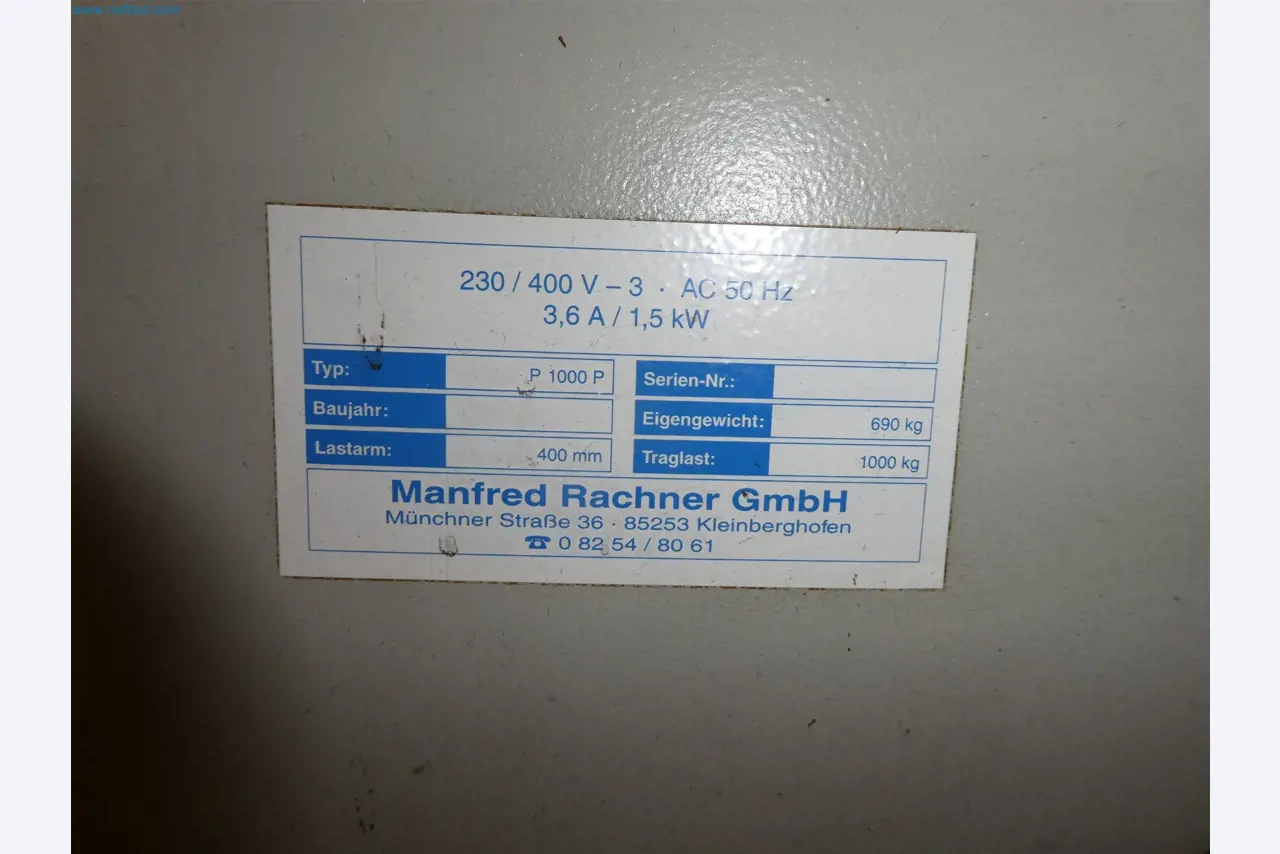 230 / 400 V – 3 · AC 50 Hz
3,6 A / 1,5 kW
Typ: P 1000 P Serien-Nr.:
Baujahr: Eigengewicht: 690 kg
Lastarm: 400 mm Traglast: 1000 kg
Manfred Rachner GmbH
Münchner Straße 36 · 85253 Kleinberghofen
☎ 0 82 54 / 80 61